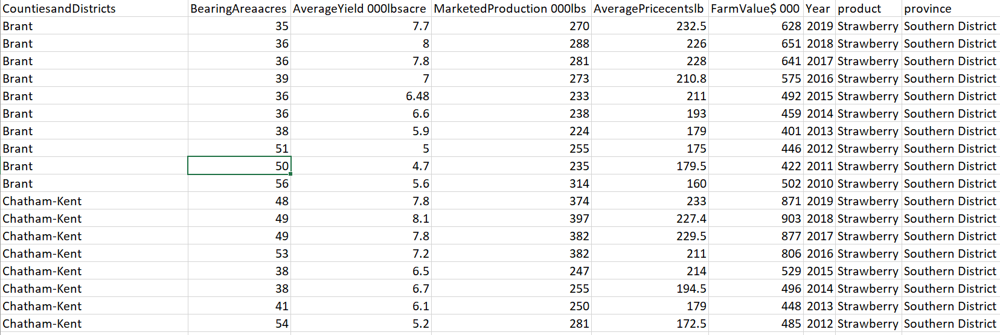 CountiesandDistricts BearingAreaacres AverageYield 000lbsacre MarketedProduction 000lbs AveragePricecentslb FarmValue$ 000 Year product province
Brant 35 7.7 270 232.5 628 2019 Strawberry Southern District
Brant 36 8 288 226 651 2018 Strawberry Southern District
Brant 36 7.8 281 228 641 2017 Strawberry Southern District
Brant 39 7 273 210.8 575 2016 Strawberry Southern District
Brant 36 6.48 233 211 492 2015 Strawberry Southern District
Brant 36 6.6 238 193 459 2014 Strawberry Southern District
Brant 38 5.9 224 179 401 2013 Strawberry Southern District
Brant 51 5 255 175 446 2012 Strawberry Southern District
Brant 50 4.7 235 179.5 422 2011 Strawberry Southern District
Brant 56 5.6 314 160 502 2010 Strawberry Southern District
Chatham-Kent 48 7.8 374 233 871 2019 Strawberry Southern District
Chatham-Kent 49 8.1 397 227.4 903 2018 Strawberry Southern District
Chatham-Kent 49 7.8 382 229.5 877 2017 Strawberry Southern District
Chatham-Kent 53 7.2 382 211 806 2016 Strawberry Southern District
Chatham-Kent 38 6.5 247 214 529 2015 Strawberry Southern District
Chatham-Kent 38 6.7 255 194.5 496 2014 Strawberry Southern District
Chatham-Kent 41 6.1 250 179 448 2013 Strawberry Southern District
Chatham-Kent 54 5.2 281 172.5 485 2012 Strawberry Southern District